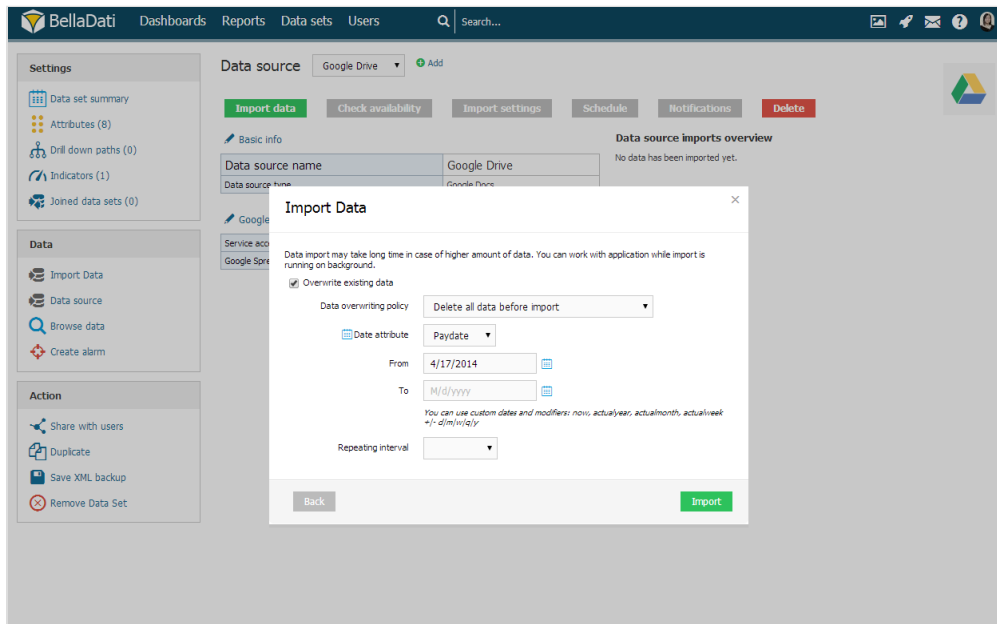 BellaDati Dashboards Reports Data sets Users Search...
Settings
Data set summary
Attributes (8)
Drill down paths (0)
Indicators (1)
Joined data sets (0)
Data
Import Data
Data source
Browse data
Create alarm
Action
Share with users
Duplicate
Save XML backup
Remove Data Set
Data source Google Drive Add
Import data Check availability Import settings Schedule Notifications Delete
Basic info
Data source name Google Drive
Data source type Google Docs
Google
Service acco
Google Spre
Data source imports overview
No data has been imported yet.
Import Data
Data import may take long time in case of higher amount of data. You can work with application while import is
running on background.
Overwrite existing data
Data overwriting policy Delete all data before import
Date attribute Paydate
From 4/17/2014
To M/d/yyyy
You can use custom dates and modifiers: now, actualyear, actualmonth, actualweek
+/- d/m/w/q/y
Repeating interval
Back Import